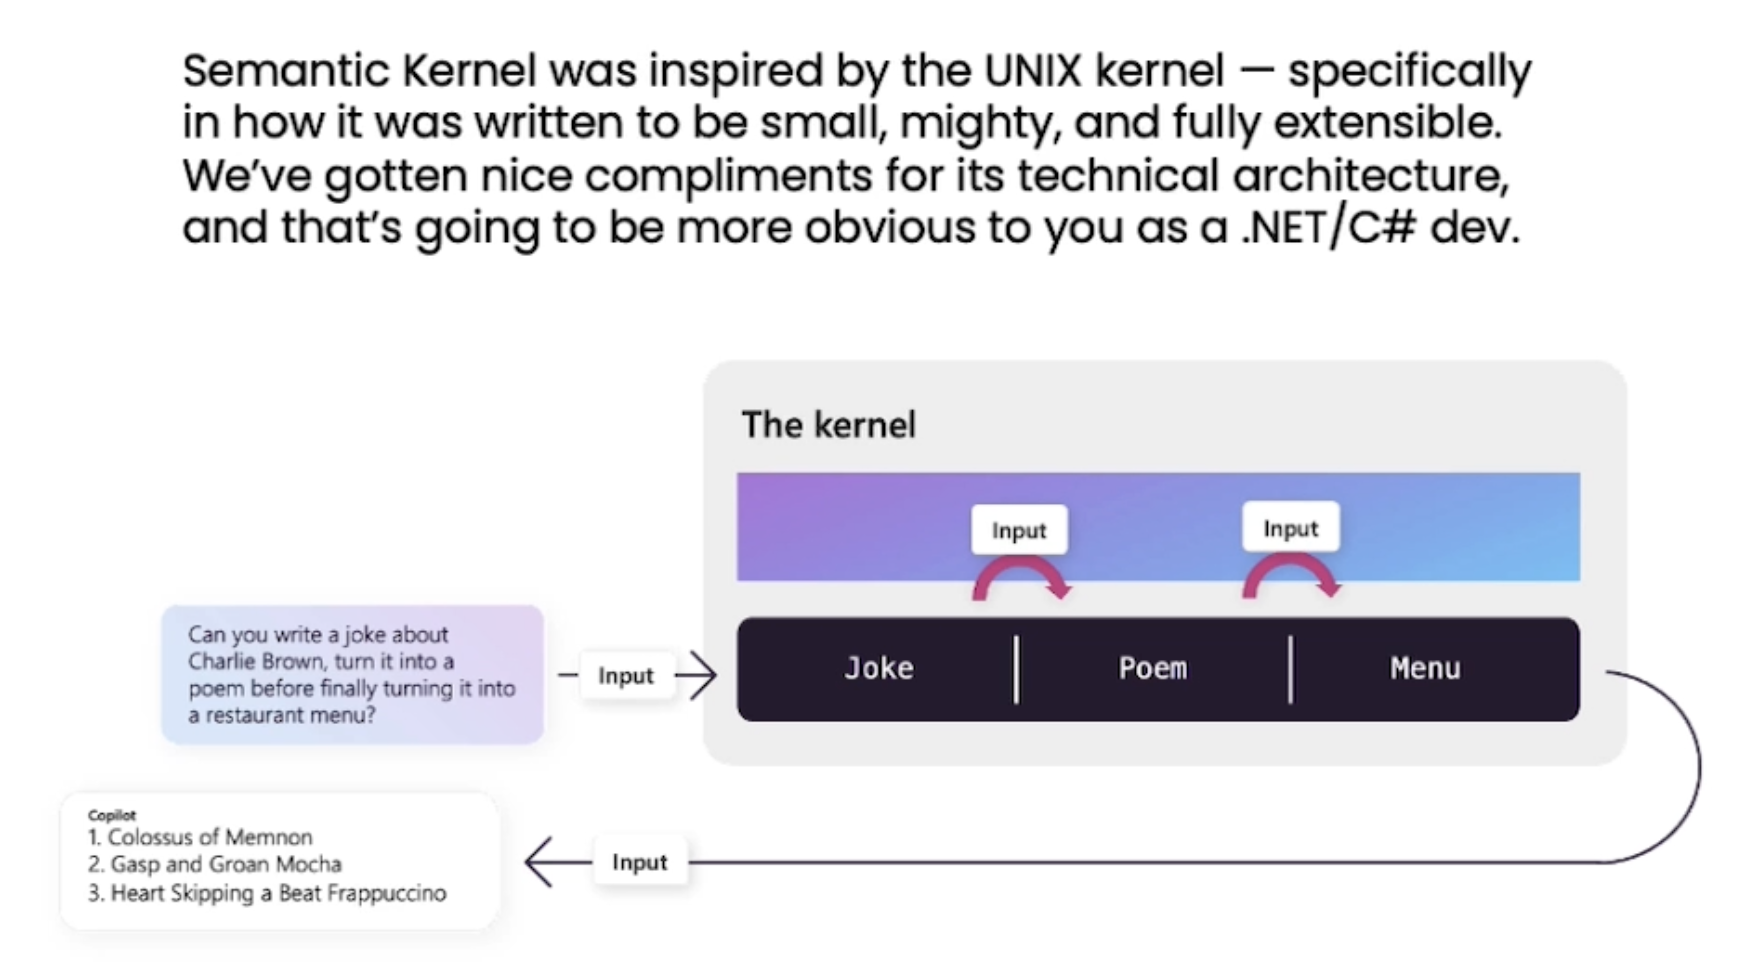 Semantic Kernel was inspired by the UNIX kernel — specifically
in how it was written to be small, mighty, and fully extensible.
We’ve gotten nice compliments for its technical architecture,
and that’s going to be more obvious to you as a .NET/C# dev.
The kernel
Input
Input
Can you write a joke about
Charlie Brown, turn it into a
poem before finally turning it into
a restaurant menu?
Input
Joke
Poem
Menu
Copilot
1. Colossus of Memnon
2. Gasp and Groan Mocha
3. Heart Skipping a Beat Frappuccino
Input